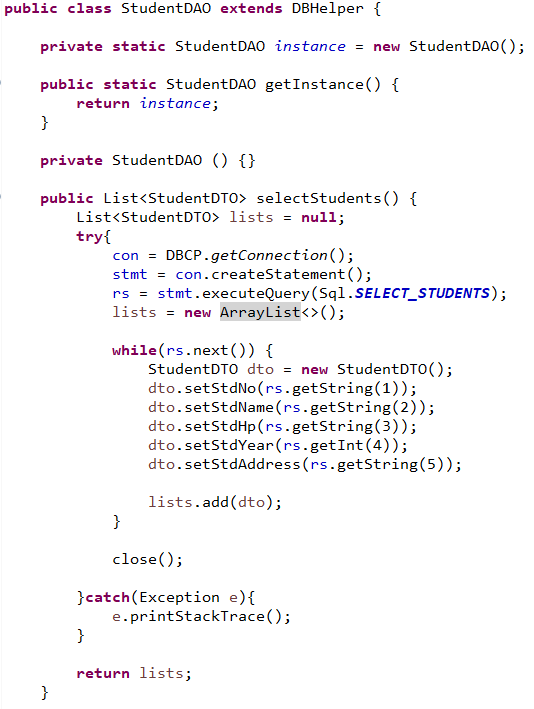 public class StudentDAO extends DBHelper {
private static StudentDAO instance = new StudentDAO();
public static StudentDAO getInstance() {
return instance;
}
private StudentDAO () {}
public List<StudentDTO> selectStudents() {
List<StudentDTO> lists = null;
try{
con = DBCP.getConnection();
stmt = con.createStatement();
rs = stmt.executeQuery(Sql.SELECT_STUDENTS);
lists = new ArrayList<>();
while(rs.next()) {
StudentDTO dto = new StudentDTO();
dto.setStdNo(rs.getString(1));
dto.setStdName(rs.getString(2));
dto.setStdHp(rs.getString(3));
dto.setStdYear(rs.getInt(4));
dto.setStdAddress(rs.getString(5));
lists.add(dto);
}
close();
}catch(Exception e){
e.printStackTrace();
}
return lists;
}